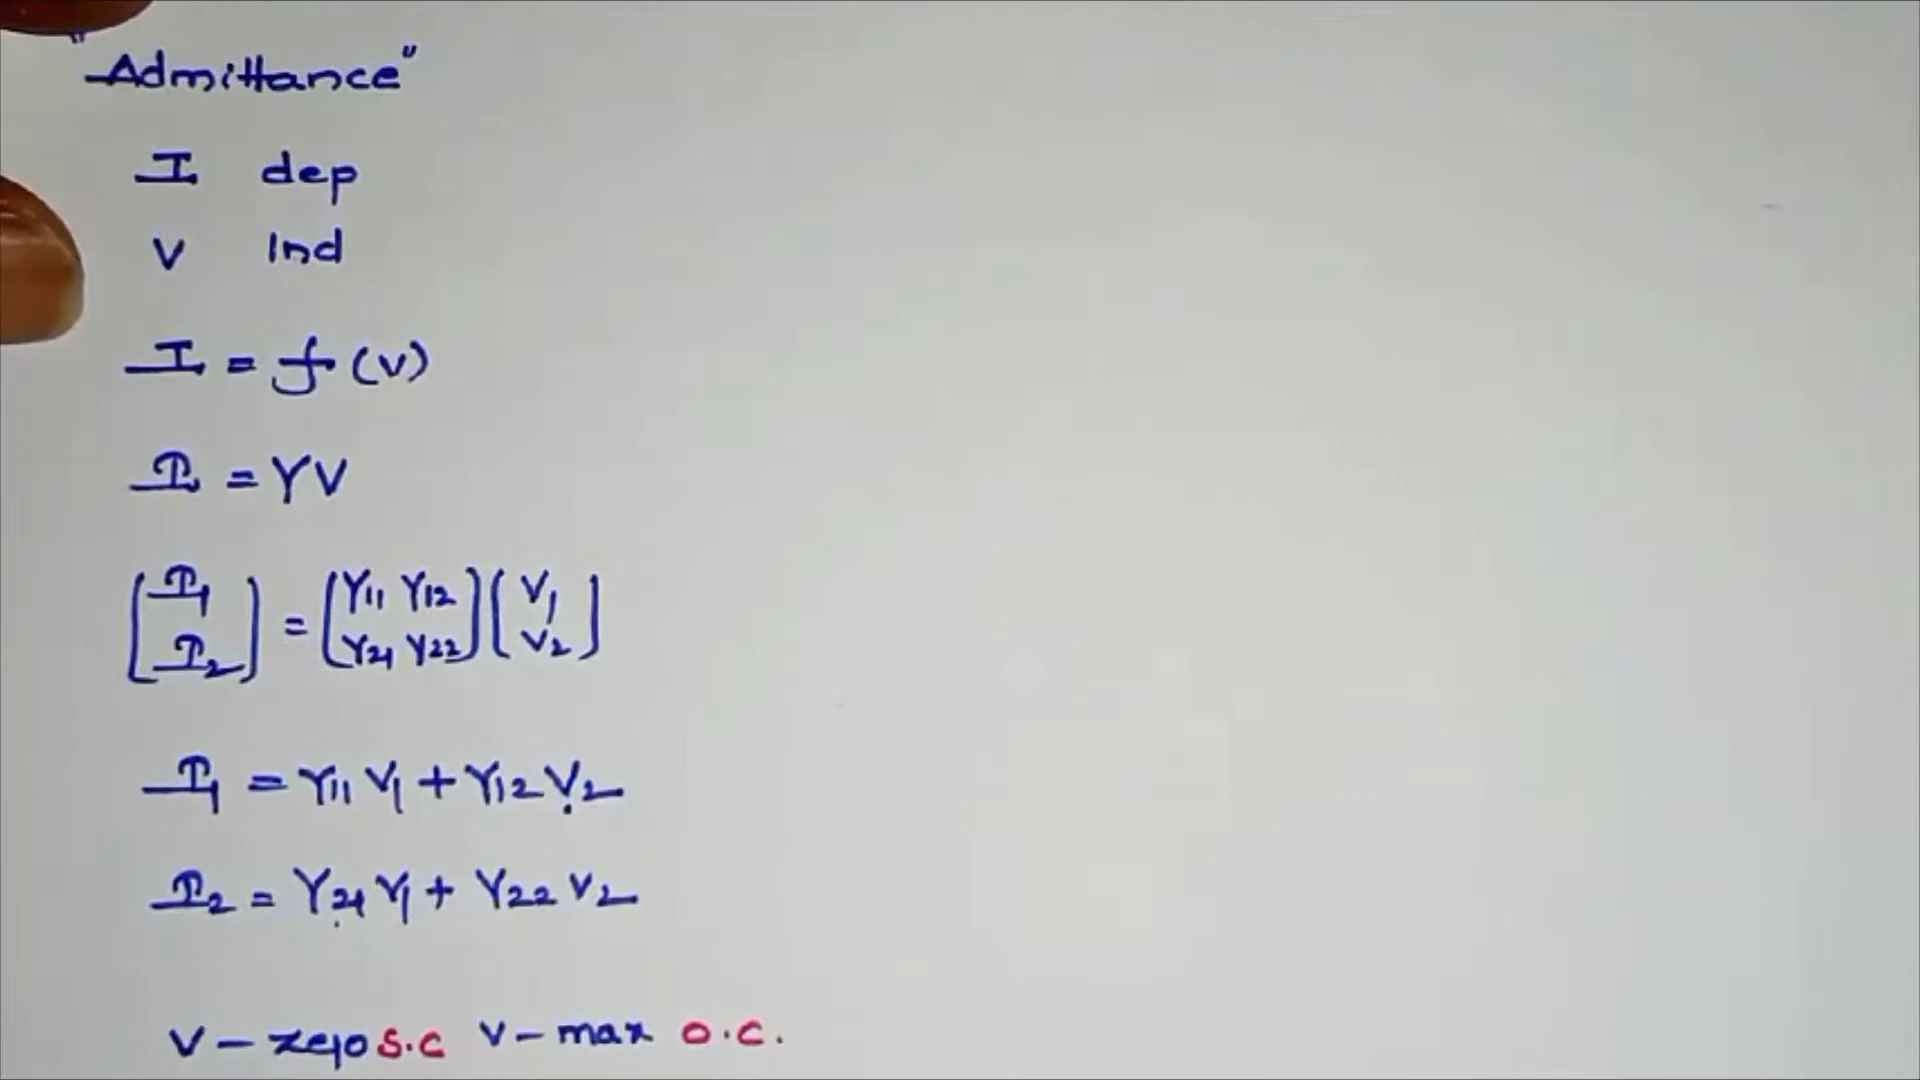 "Admittance"
I dep
V Ind
I = f(v)
I = YV
[I1 I2] = [Y11 Y12 Y21 Y22] [V1 V2]
I1 = Y11 V1 + Y12 V2
I2 = Y21 V1 + Y22 V2
V - zero S.C V - max O.C.